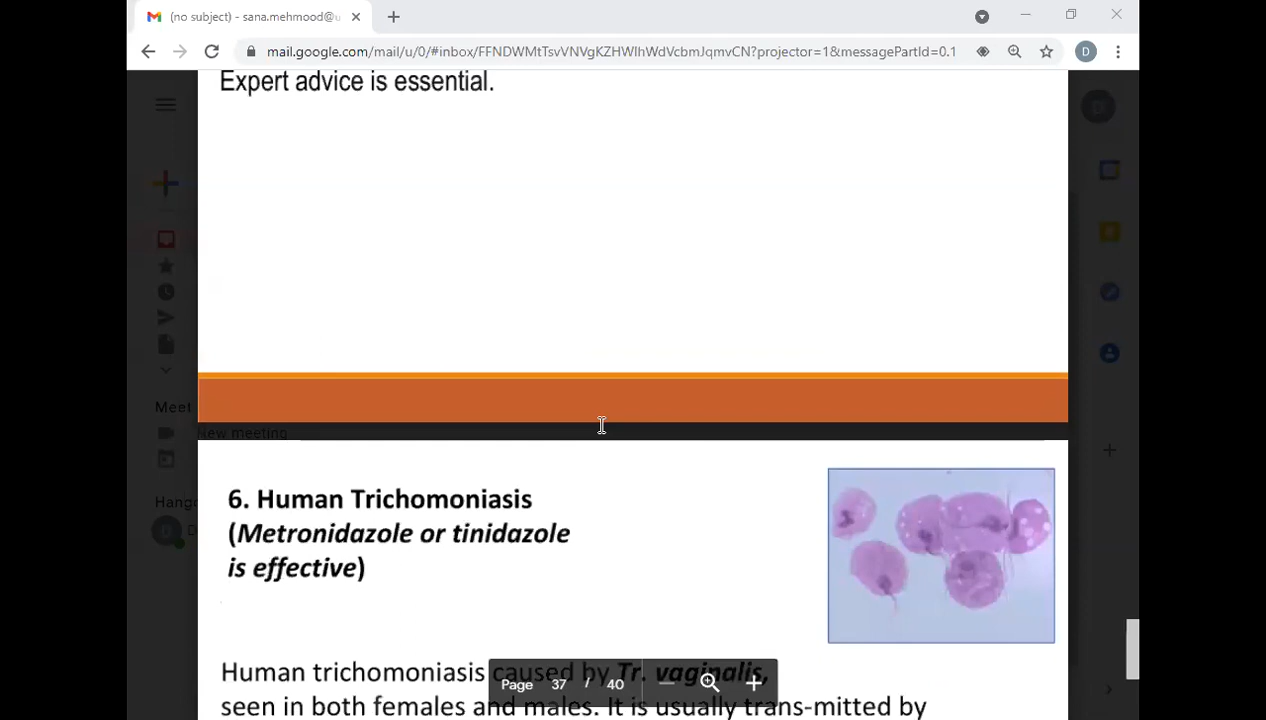 (no subject) - sana.mehmood@u
mail.google.com/mail/u/0/#inbox/FFNDWMtTsvVNVgKZHWlhWdVcbmJqmvCN?projector=1&messagePartId=0.1
D
Expert advice is essential.
Meet
New meeting
Hang
D
6. Human Trichomoniasis
(Metronidazole or tinidazole
is effective)
Human trichomoniasis caused by Tr. vaginalis,
Page 37 / 40
seen in both females and males. It is usually trans-mitted by